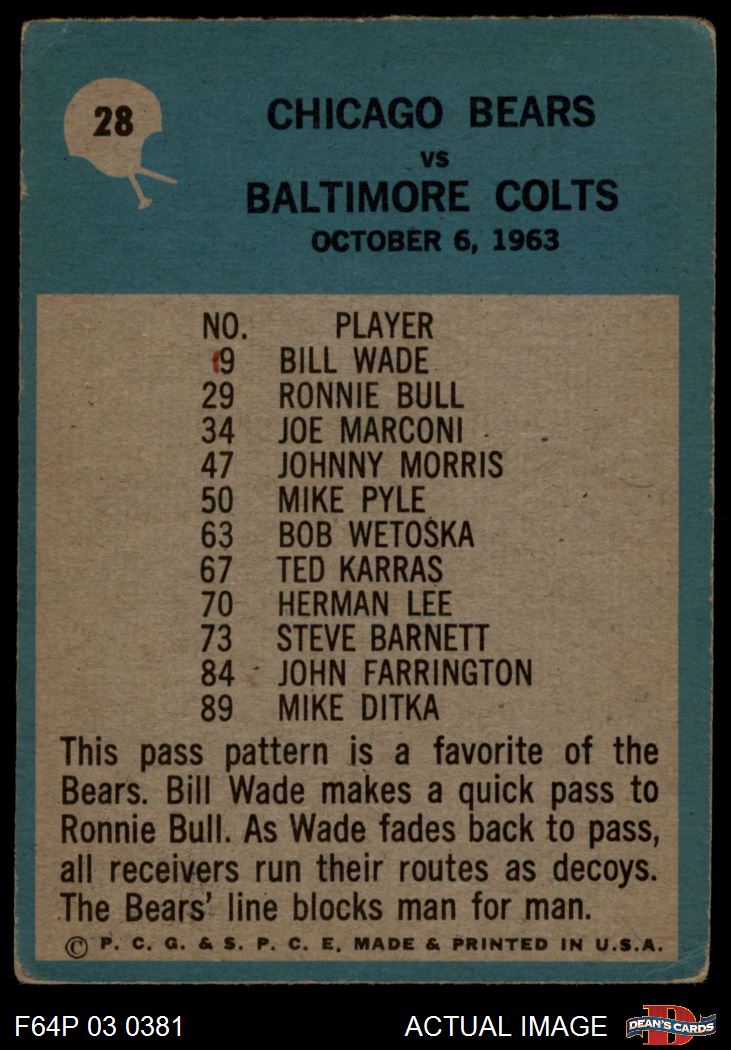 28
CHICAGO BEARS
VS
BALTIMORE COLTS
OCTOBER 6, 1963
NO. PLAYER
9 BILL WADE
29 RONNIE BULL
34 JOE MARCONI
47 JOHNNY MORRIS
50 MIKE PYLE
63 BOB WETOSKA
67 TED KARRAS
70 HERMAN LEE
73 STEVE BARNETT
84 JOHN FARRINGTON
89 MIKE DITKA
This pass pattern is a favorite of the
Bears. Bill Wade makes a quick pass to
Ronnie Bull. As Wade fades back to pass,
all receivers run their routes as decoys.
The Bears' line blocks man for man.
© P. C. G. & S. P. C. E. MADE & PRINTED IN U.S.A.
F64P 03 0381 ACTUAL IMAGE DEAN'S CARDS